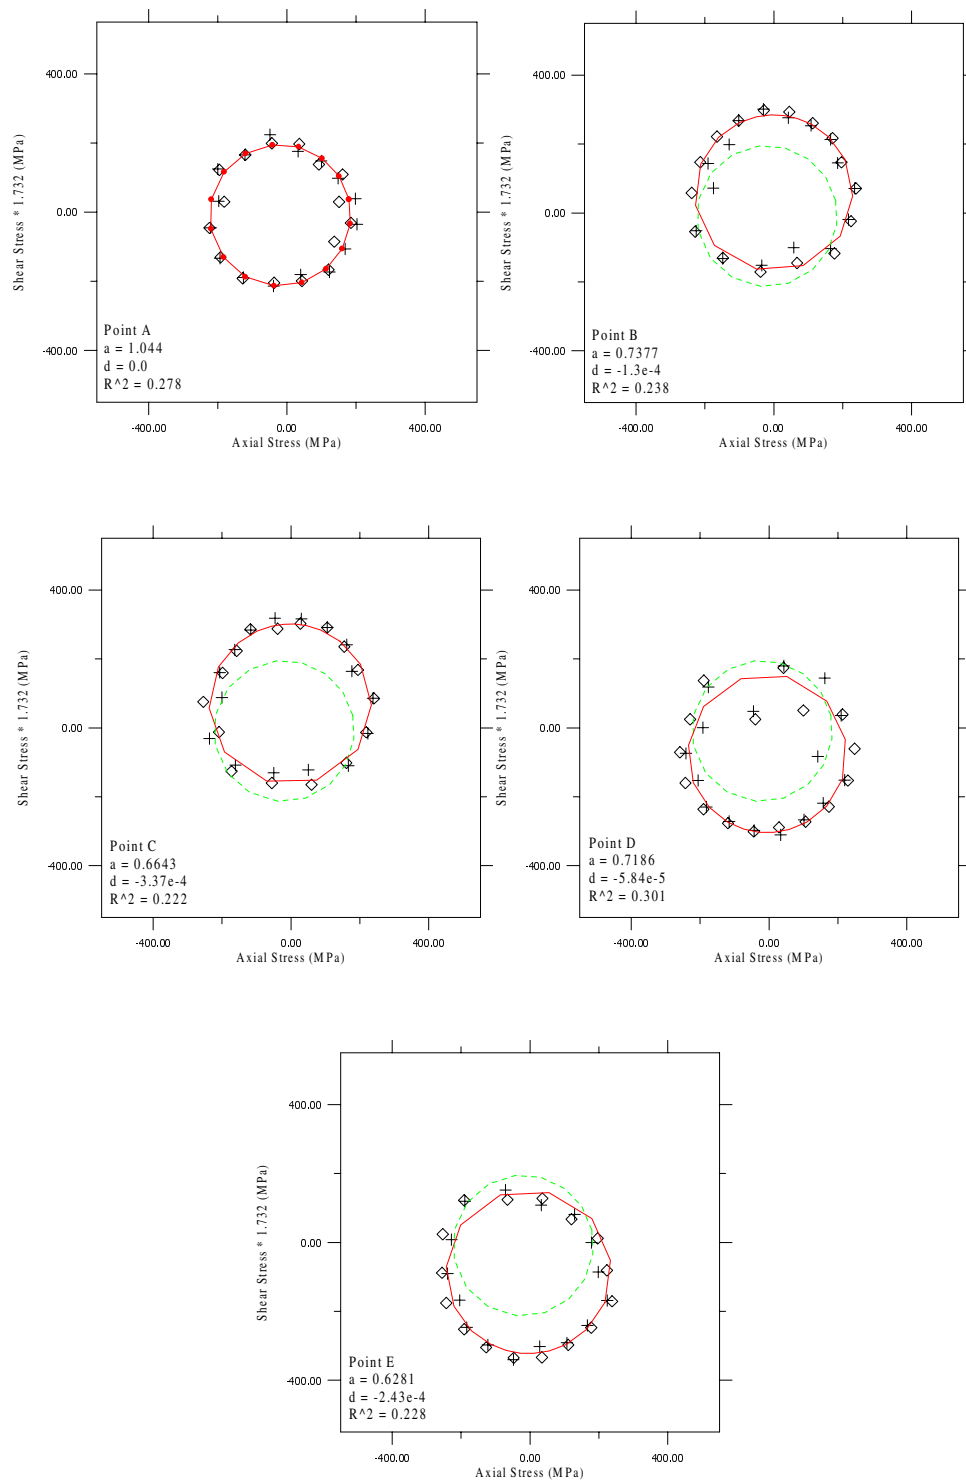 400.00
0.00
-400.00
Shear Stress * 1.732 (MPa)
Point A
a = 1.044
d = 0.0
R^2 = 0.278
-400.00 0.00 400.00
Axial Stress (MPa)
400.00
0.00
-400.00
Shear Stress * 1.732 (MPa)
Point B
a = 0.7377
d = -1.3e-4
R^2 = 0.238
-400.00 0.00 400.00
Axial Stress (MPa)
400.00
0.00
-400.00
Shear Stress * 1.732 (MPa)
Point C
a = 0.6643
d = -3.37e-4
R^2 = 0.222
-400.00 0.00 400.00
Axial Stress (MPa)
400.00
0.00
-400.00
Shear Stress * 1.732 (MPa)
Point D
a = 0.7186
d = -5.84e-5
R^2 = 0.301
-400.00 0.00 400.00
Axial Stress (MPa)
400.00
0.00
-400.00
Shear Stress * 1.732 (MPa)
Point E
a = 0.6281
d = -2.43e-4
R^2 = 0.228
-400.00 0.00 400.00
Axial Stress (MPa)